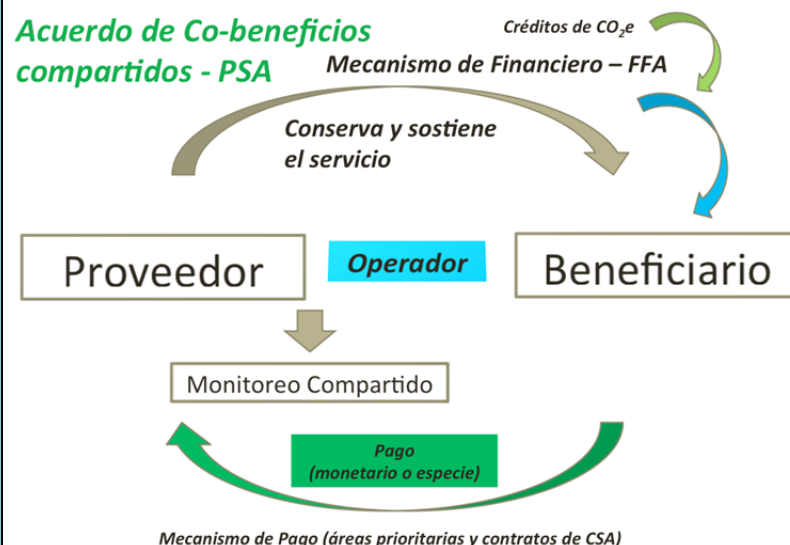 Acuerdo de Co-beneficios
compartidos - PSA
Créditos de CO₂e
Mecanismo de Financiero – FFA
Conserva y sostiene
el servicio
Proveedor
Operador
Beneficiario
Monitoreo Compartido
Pago
(monetario o especie)
Mecanismo de Pago (áreas prioritarias y contratos de CSA)